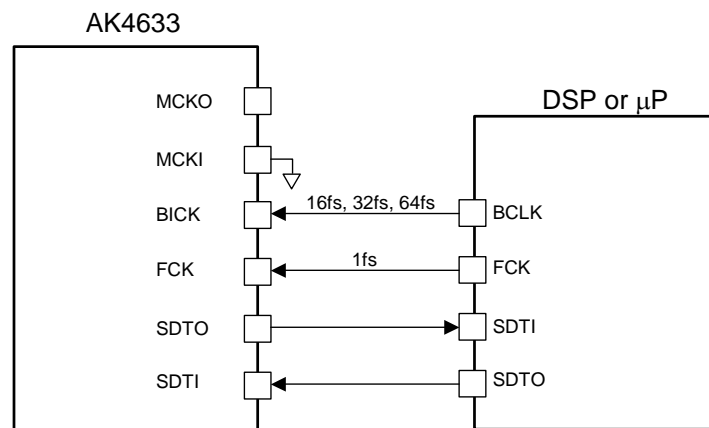 AK4633
DSP or μP
MCKO
MCKI
BICK
16fs, 32fs, 64fs
BCLK
FCK
1fs
FCK
SDTO
SDTI
SDTI
SDTO